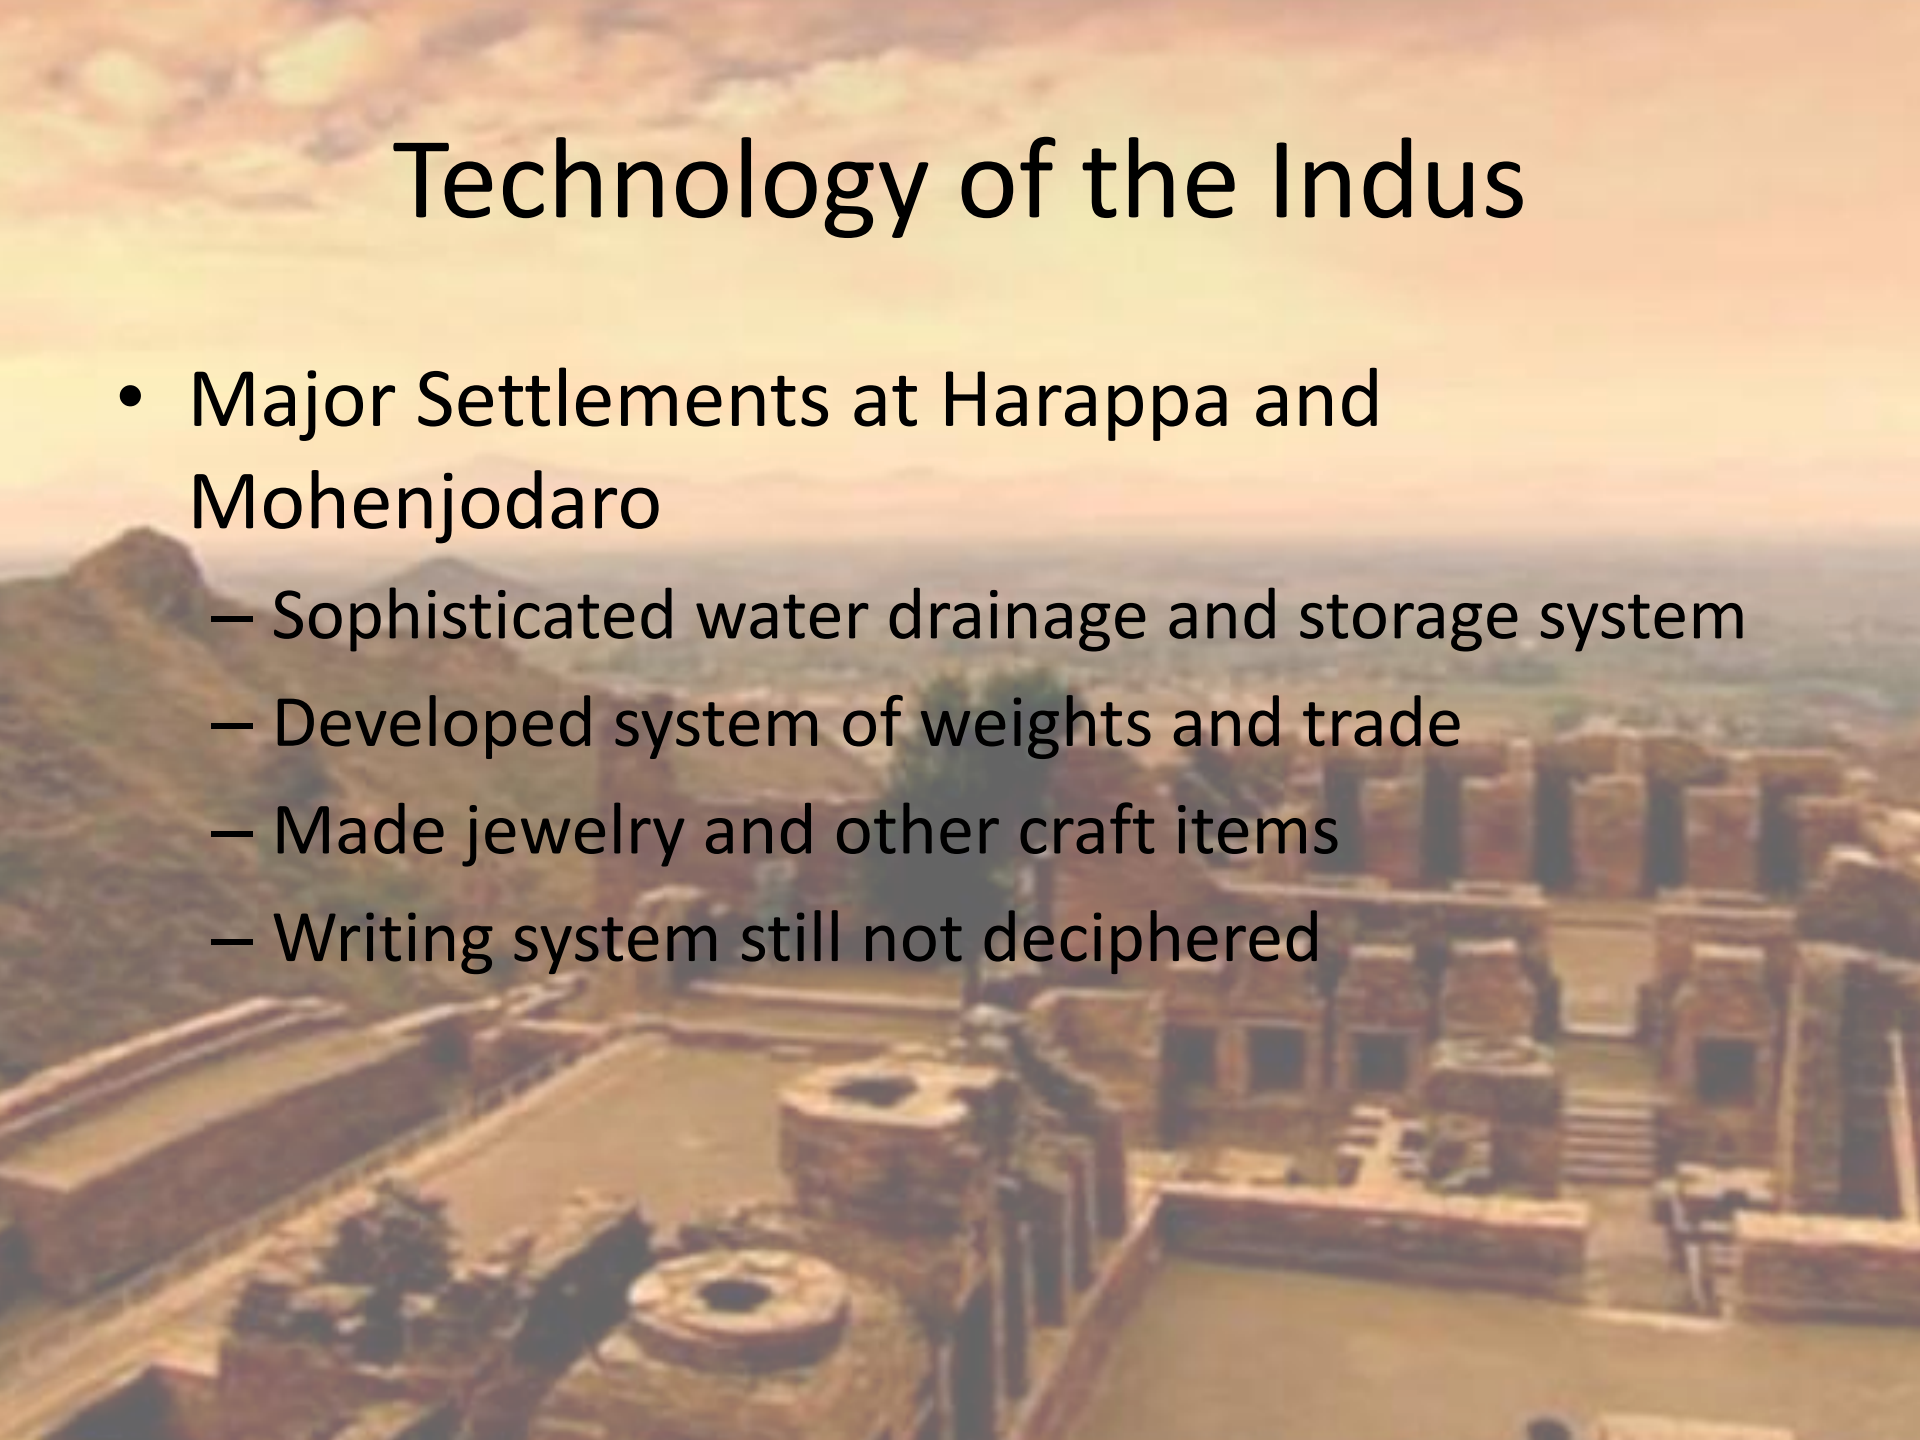 Technology of the Indus
• Major Settlements at Harappa and
Mohenjodaro
– Sophisticated water drainage and storage system
– Developed system of weights and trade
– Made jewelry and other craft items
– Writing system still not deciphered